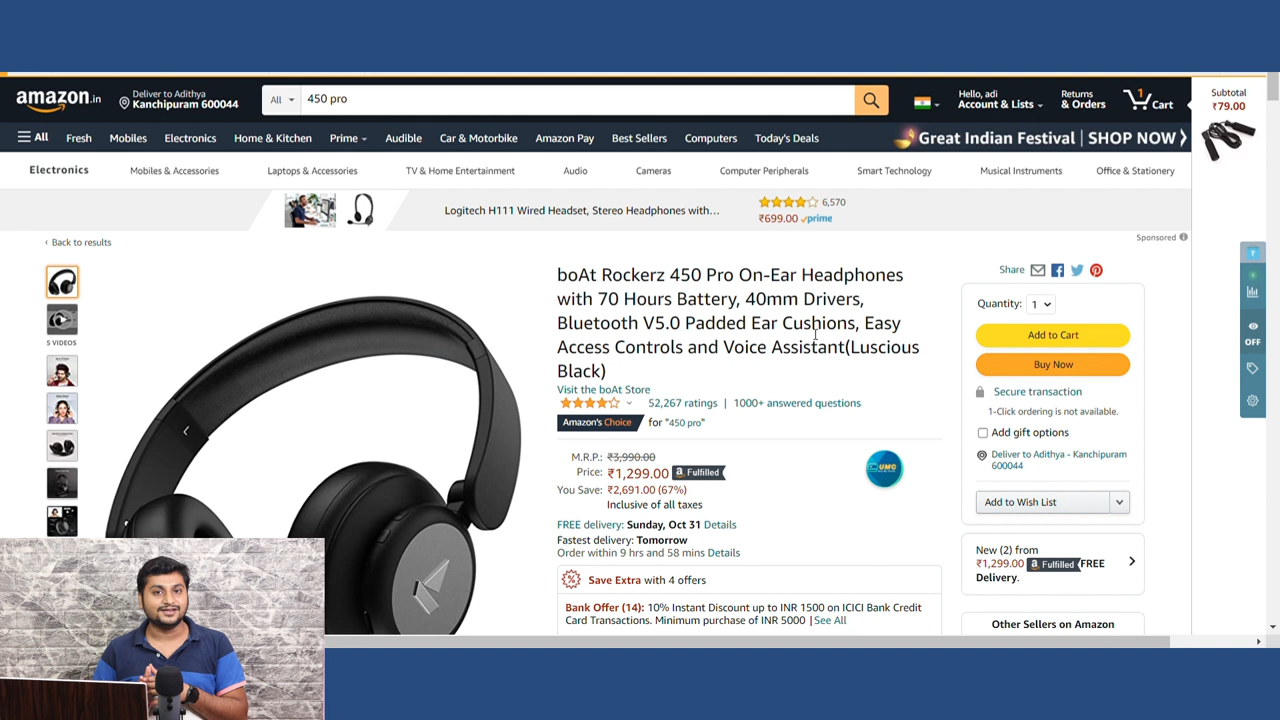 amazon.in
Deliver to Adithya
Kanchipuram 600044
All
450 pro
Hello, adi
Account & Lists
Returns
& Orders
1
Cart
Subtotal
₹79.00
All
Fresh
Mobiles
Electronics
Home & Kitchen
Prime
Audible
Car & Motorbike
Amazon Pay
Best Sellers
Computers
Today's Deals
Great Indian Festival | SHOP NOW
Electronics
Mobiles & Accessories
Laptops & Accessories
TV & Home Entertainment
Audio
Cameras
Computer Peripherals
Smart Technology
Musical Instruments
Office & Stationery
Logitech H111 Wired Headset, Stereo Headphones with...
6,570
₹699.00 prime
Sponsored
‹ Back to results
5 VIDEOS
boAt Rockerz 450 Pro On-Ear Headphones
with 70 Hours Battery, 40mm Drivers,
Bluetooth V5.0 Padded Ear Cushions, Easy
Access Controls and Voice Assistant(Luscious
Black)
Visit the boAt Store
52,267 ratings | 1000+ answered questions
Amazon's Choice for "450 pro"
M.R.P.: ₹3,990.00
Price: ₹1,299.00 a Fulfilled
You Save: ₹2,691.00 (67%)
Inclusive of all taxes
UMC
FREE delivery: Sunday, Oct 31 Details
Fastest delivery: Tomorrow
Order within 9 hrs and 58 mins Details
Save Extra with 4 offers
Bank Offer (14): 10% Instant Discount up to INR 1500 on ICICI Bank Credit
Card Transactions. Minimum purchase of INR 5000 | See All
Share
Quantity: 1
Add to Cart
Buy Now
Secure transaction
1-Click ordering is not available.
Add gift options
Deliver to Adithya - Kanchipuram
600044
Add to Wish List
New (2) from
₹1,299.00 a Fulfilled FREE
Delivery.
Other Sellers on Amazon
OFF